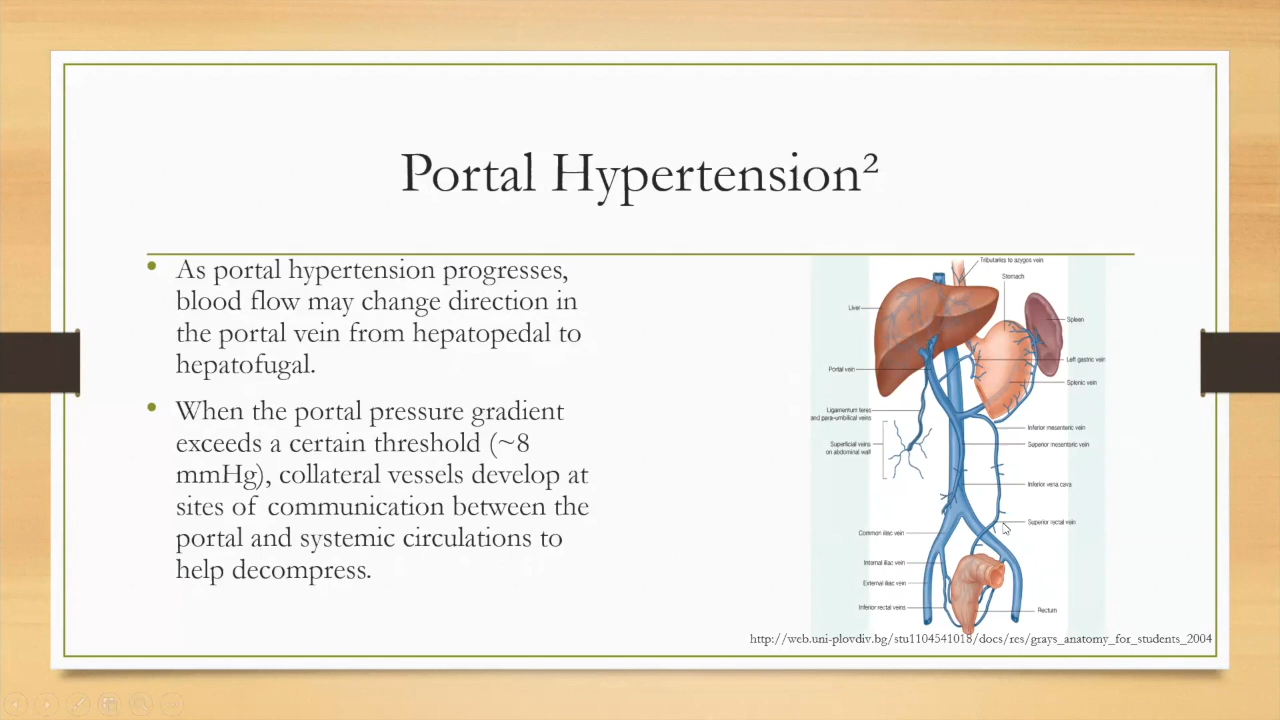 Portal Hypertension²
• As portal hypertension progresses,
blood flow may change direction in
the portal vein from hepatopedal to
hepatofugal.
• When the portal pressure gradient
exceeds a certain threshold (~8
mmHg), collateral vessels develop at
sites of communication between the
portal and systemic circulations to
help decompress.
Tributaries to azygos vein
Stomach
Liver
Spleen
Left gastric vein
Portal vein
Splenic vein
Ligamentum teres
and para-umbilical veins
Inferior mesenteric vein
Superficial veins
on abdominal wall
Superior mesenteric vein
Inferior vena cava
Superior rectal vein
Common iliac vein
Internal iliac vein
External iliac vein
Inferior rectal veins
Rectum
http://web.uni-plovdiv.bg/stu1104541018/docs/res/grays_anatomy_for_students_2004